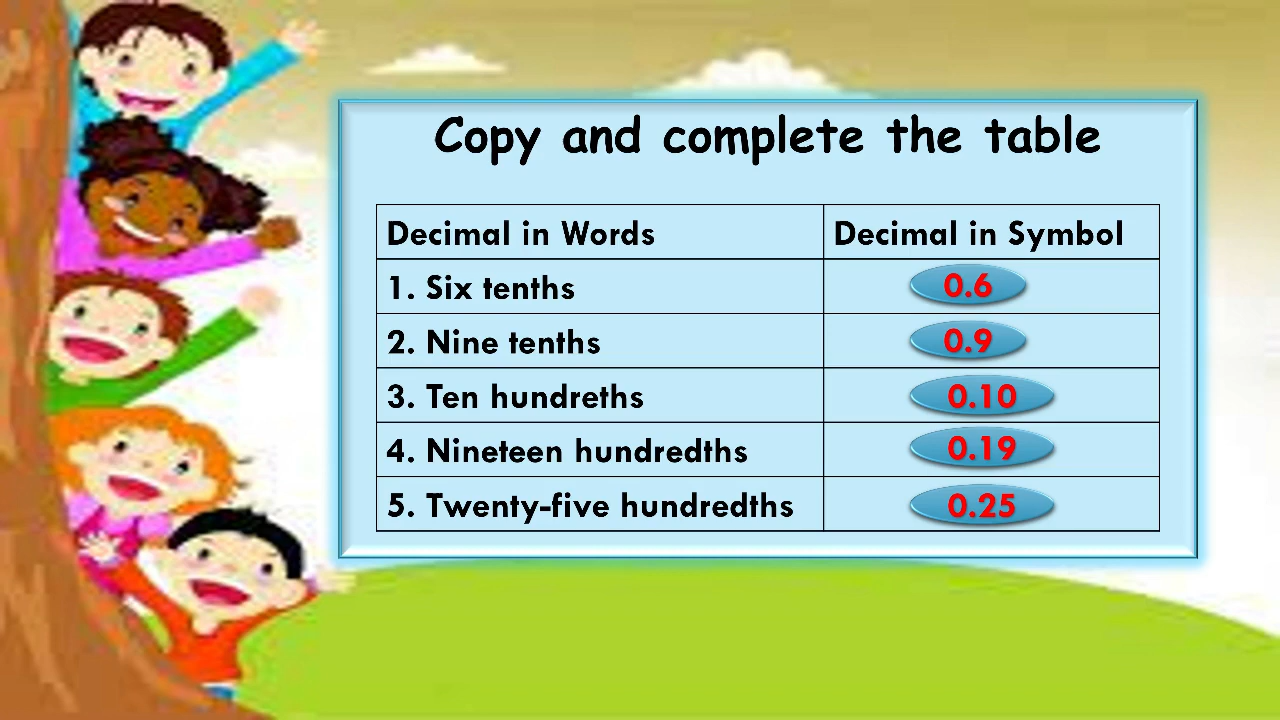 Copy and complete the table
Decimal in Words Decimal in Symbol
1. Six tenths 0.6
2. Nine tenths 0.9
3. Ten hundreths 0.10
4. Nineteen hundredths 0.19
5. Twenty-five hundredths 0.25